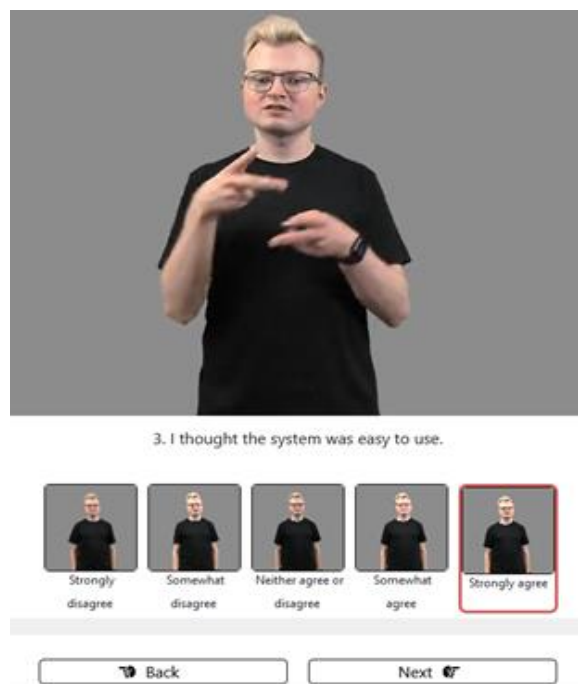 3. I thought the system was easy to use.
Strongly disagree
Somewhat disagree
Neither agree or disagree
Somewhat agree
Strongly agree
Back
Next